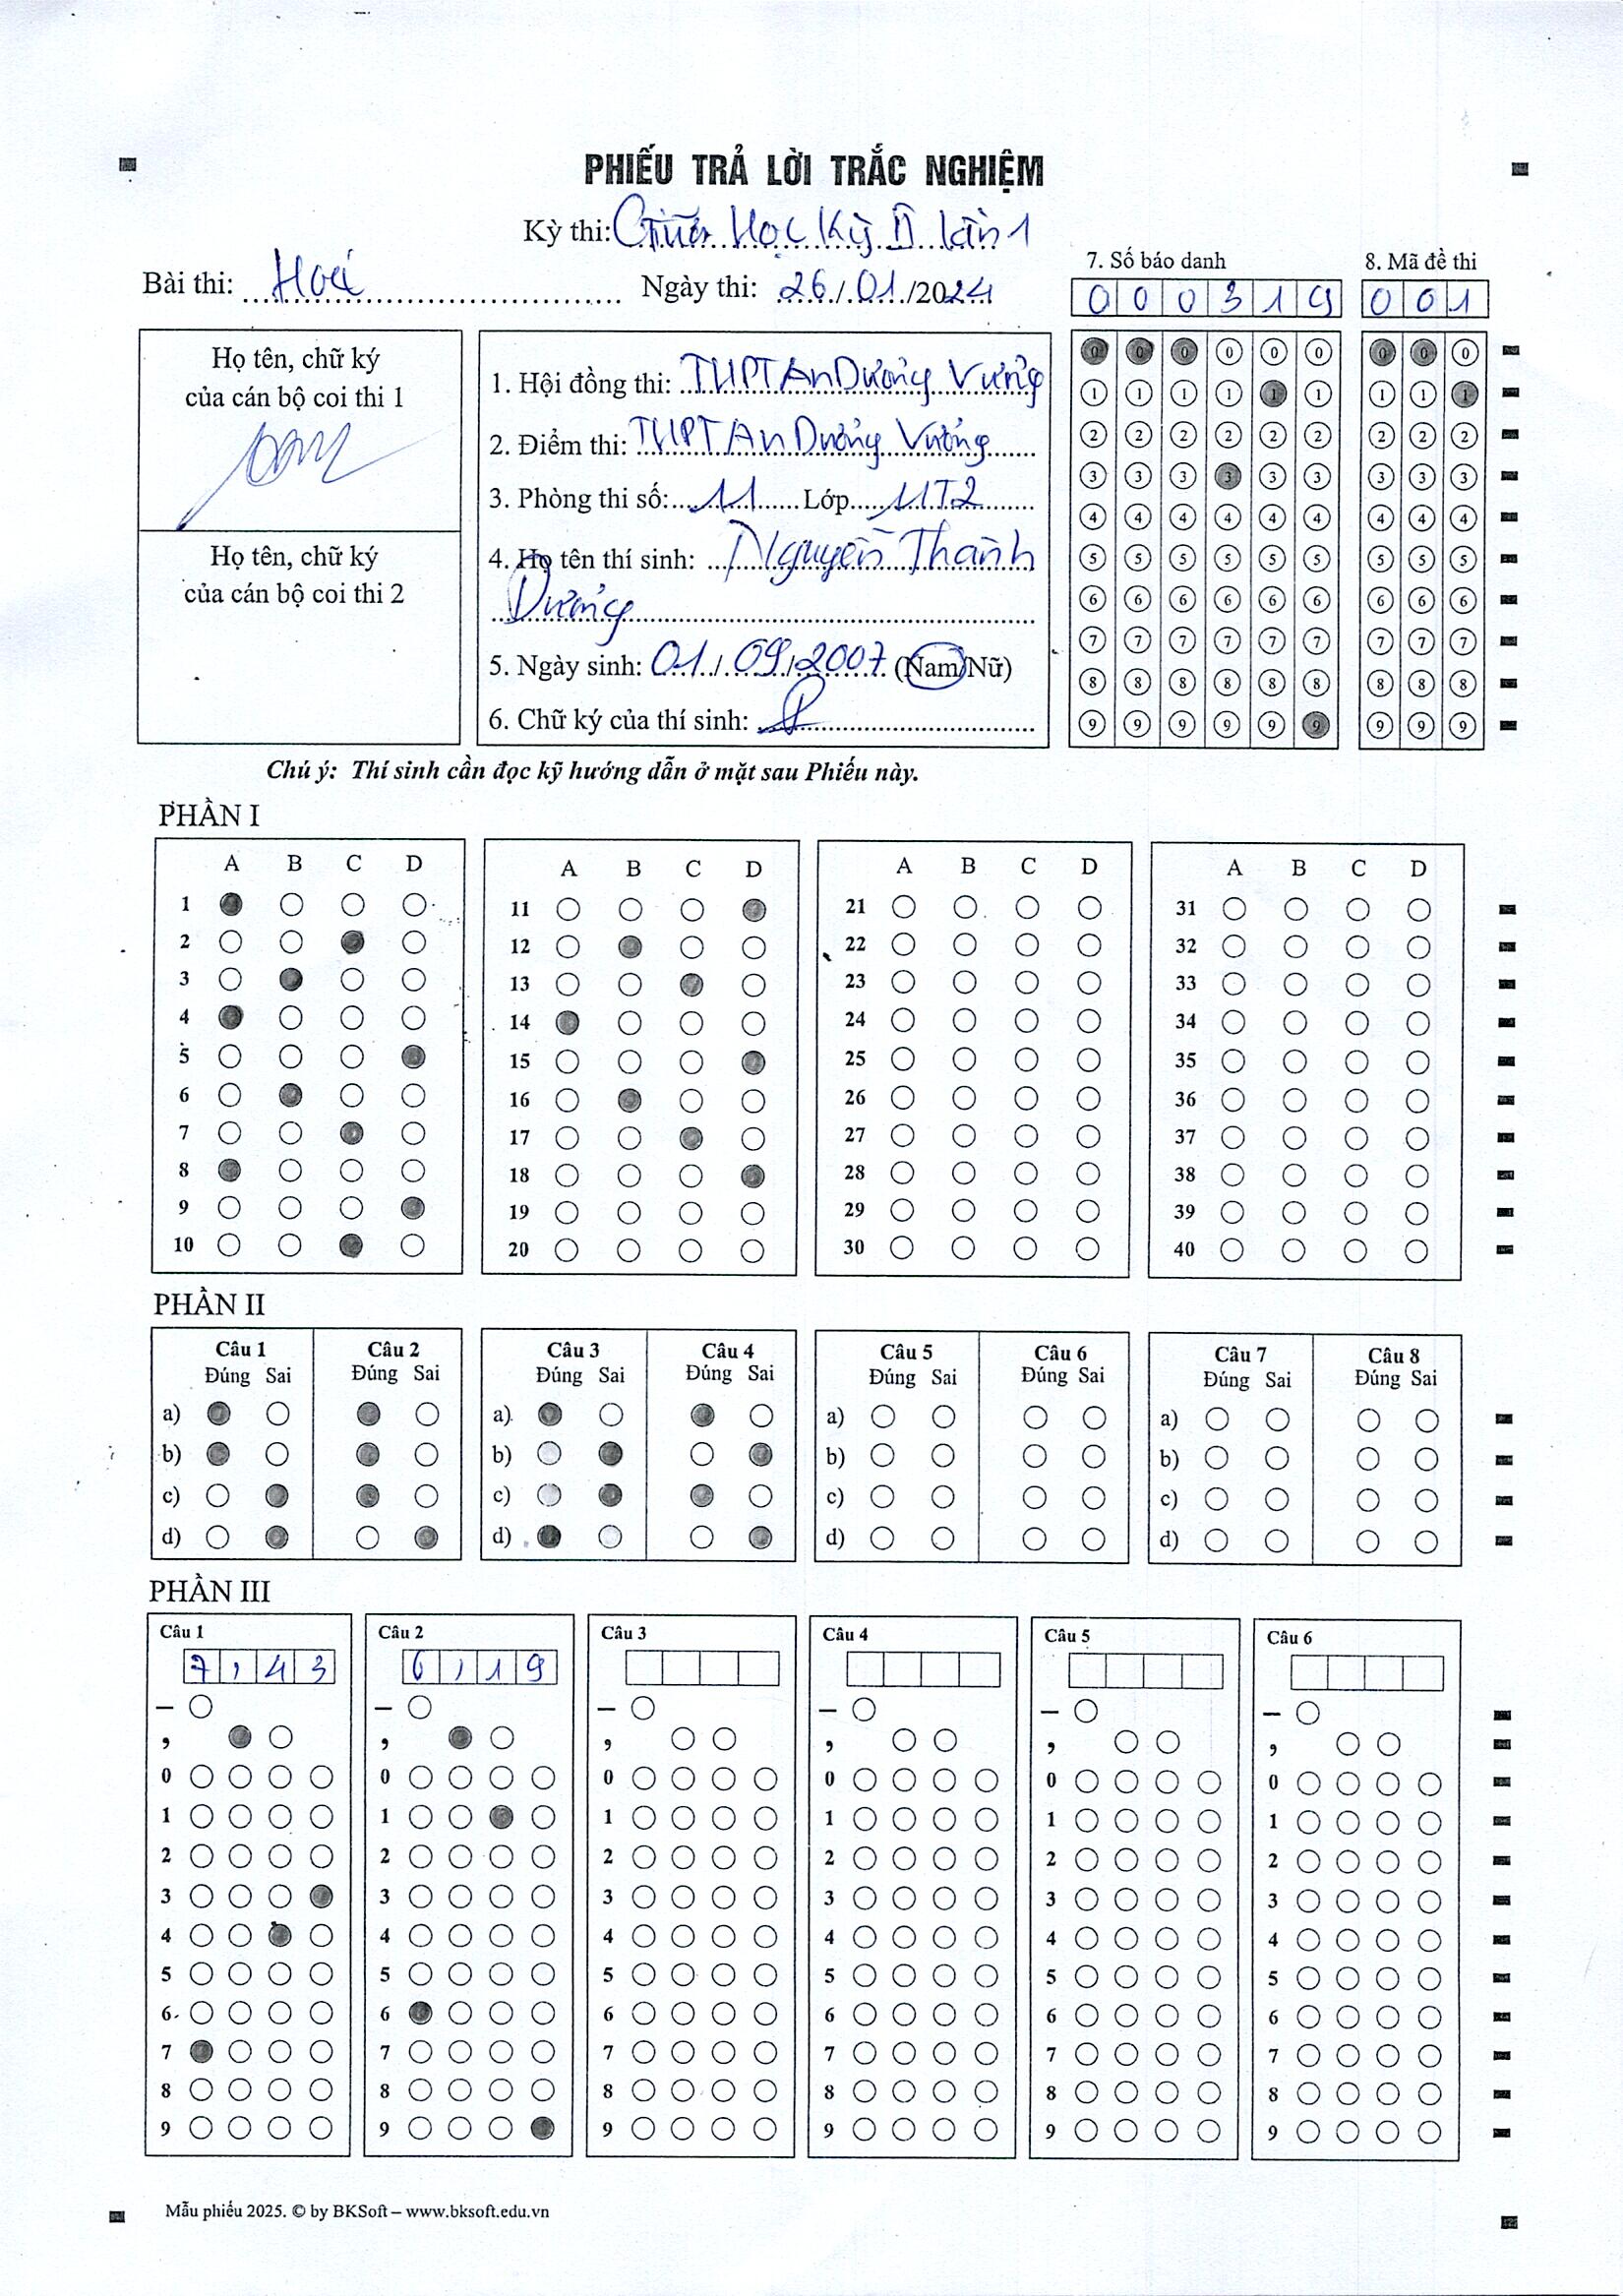 PHIẾU TRẢ LỜI TRẮC NGHIỆM
Kỳ thi: Giữa Học Kỳ II lần 1
Bài thi: Hoá Ngày thi: 26/01/2024
7. Số báo danh 8. Mã đề thi
0 0 0 3 1 9 0 0 1
Họ tên, chữ ký
của cán bộ coi thi 1
Họ tên, chữ ký
của cán bộ coi thi 2
1. Hội đồng thi: THPT An Dương Vương
2. Điểm thi: THPT An Dương Vương
3. Phòng thi số: 11 Lớp 11T2
4. Họ tên thí sinh: Nguyễn Thành
Dương
5. Ngày sinh: 01/09/2007 (Nam/Nữ)
6. Chữ ký của thí sinh:
0 0 0 0 0 0 0 0 0
1 1 1 1 1 1 1 1 1
2 2 2 2 2 2 2 2 2
3 3 3 3 3 3 3 3 3
4 4 4 4 4 4 4 4 4
5 5 5 5 5 5 5 5 5
6 6 6 6 6 6 6 6 6
7 7 7 7 7 7 7 7 7
8 8 8 8 8 8 8 8 8
9 9 9 9 9 9 9 9 9
Chú ý: Thí sinh cần đọc kỹ hướng dẫn ở mặt sau Phiếu này.
PHẦN I
A B C D
1
2
3
4
5
6
7
8
9
10
A B C D
11
12
13
14
15
16
17
18
19
20
A B C D
21
22
23
24
25
26
27
28
29
30
A B C D
31
32
33
34
35
36
37
38
39
40
PHẦN II
Câu 1 Câu 2
Đúng Sai Đúng Sai
a)
b)
c)
d)
Câu 3 Câu 4
Đúng Sai Đúng Sai
a)
b)
c)
d)
Câu 5 Câu 6
Đúng Sai Đúng Sai
a)
b)
c)
d)
Câu 7 Câu 8
Đúng Sai Đúng Sai
a)
b)
c)
d)
PHẦN III
Câu 1
7 , 4 3
–
,
0
1
2
3
4
5
6
7
8
9
Câu 2
6 , 1 9
–
,
0
1
2
3
4
5
6
7
8
9
Câu 3
–
,
0
1
2
3
4
5
6
7
8
9
Câu 4
–
,
0
1
2
3
4
5
6
7
8
9
Câu 5
–
,
0
1
2
3
4
5
6
7
8
9
Câu 6
–
,
0
1
2
3
4
5
6
7
8
9
Mẫu phiếu 2025. © by BKSoft – www.bksoft.edu.vn